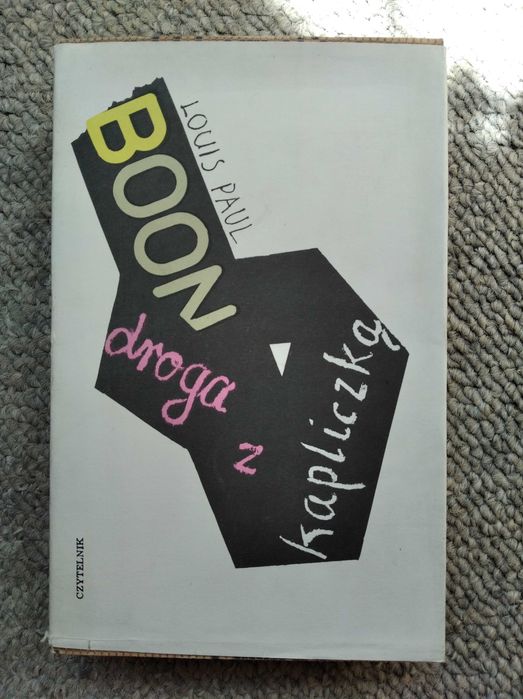 LOUIS PAUL
BOON
droga
z
kapliczką
CZYTELNIK